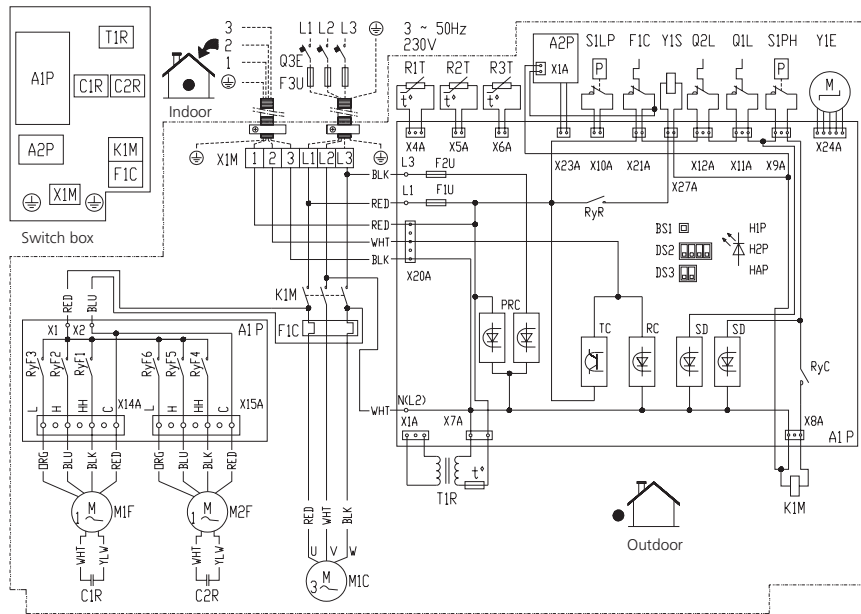 3 2 1 L1 L2 L3
3 ~ 50Hz
230V
Q3E
F3U
Indoor
T1R
A1P
C1R C2R
A2P
K1M
F1C
X1M
Switch box
R1T R2T R3T
t° t° t°
X4A X5A X6A
A2P
X1A
S1LP F1C Y1S Q2L Q1L S1PH Y1E
P P M
X23A X10A X21A X12A X11A X9A X24A
X27A
X1M 1 2 3 L1 L2 L3
BLK L3 F2U
RED L1 F1U
RyR
RED
WHT
BLK
X20A
BS1 H1P
DS2 H2P
DS3 HAP
K1M
F1C
PRC
TC RC SD SD
RyC
RED BLU
X1 X2 A1P
RyF3 RyF2 RyF1 RyF6 RyF5 RyF4
L H HH C X14A L H HH C X15A
ORG BLU BLK RED ORG BLU BLK RED
M 1 M1F
M 1 M2F
WHT YLW WHT YLW
C1R C2R
WHT N(L2)
X1A X7A X8A A1P
T1R t°
K1M
RED WHT BLK
U V W
M 3 M1C
Outdoor